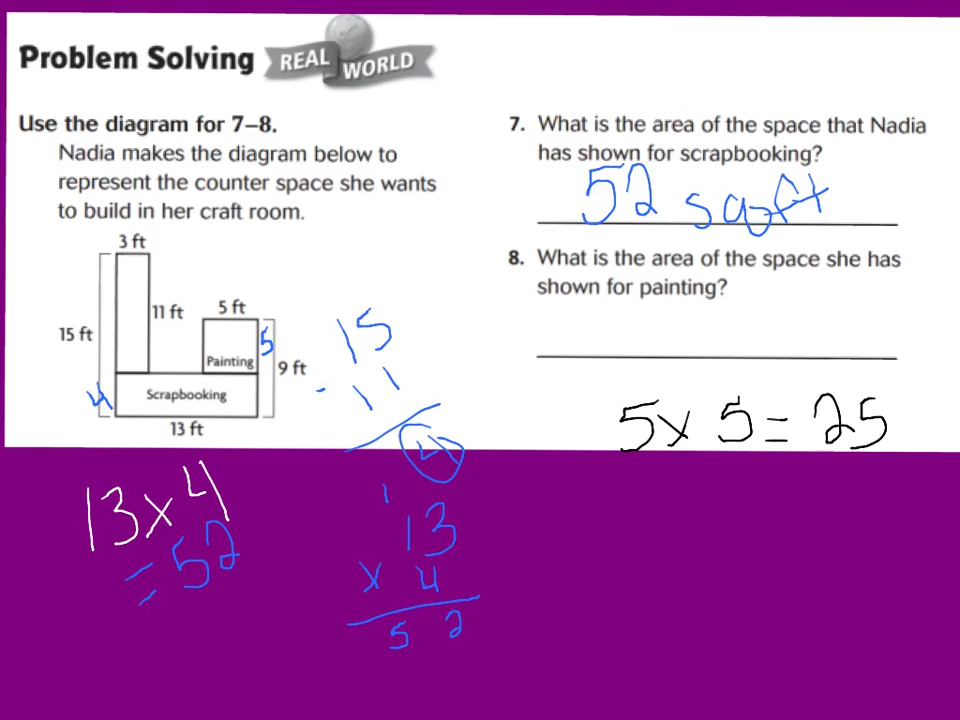 Problem Solving REAL WORLD
Use the diagram for 7–8.
Nadia makes the diagram below to
represent the counter space she wants
to build in her craft room.
3 ft
11 ft
5 ft
15 ft
5
Painting
9 ft
4
Scrapbooking
13 ft
7. What is the area of the space that Nadia
has shown for scrapbooking?
52 sq ft
8. What is the area of the space she has
shown for painting?
5 x 5 = 25
15
- 11
4
13 x 4
= 52
1
13
x 4
52